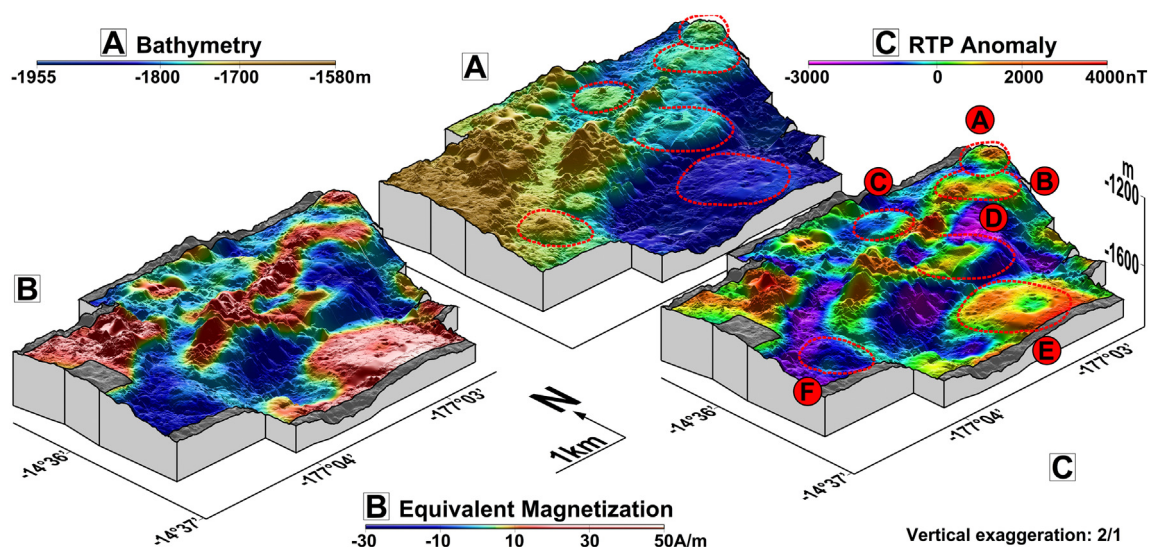 A Bathymetry
-1955 -1800 -1700 -1580m
A
C RTP Anomaly
-3000 0 2000 4000nT
A
B
C
D
E
F
m
-1200
-1600
B
-177°03'
-177°04'
-14°36'
-14°37'
N
1km
-177°03'
-177°04'
-14°36'
-14°37'
C
B Equivalent Magnetization
-30 -10 10 30 50A/m
Vertical exaggeration: 2/1